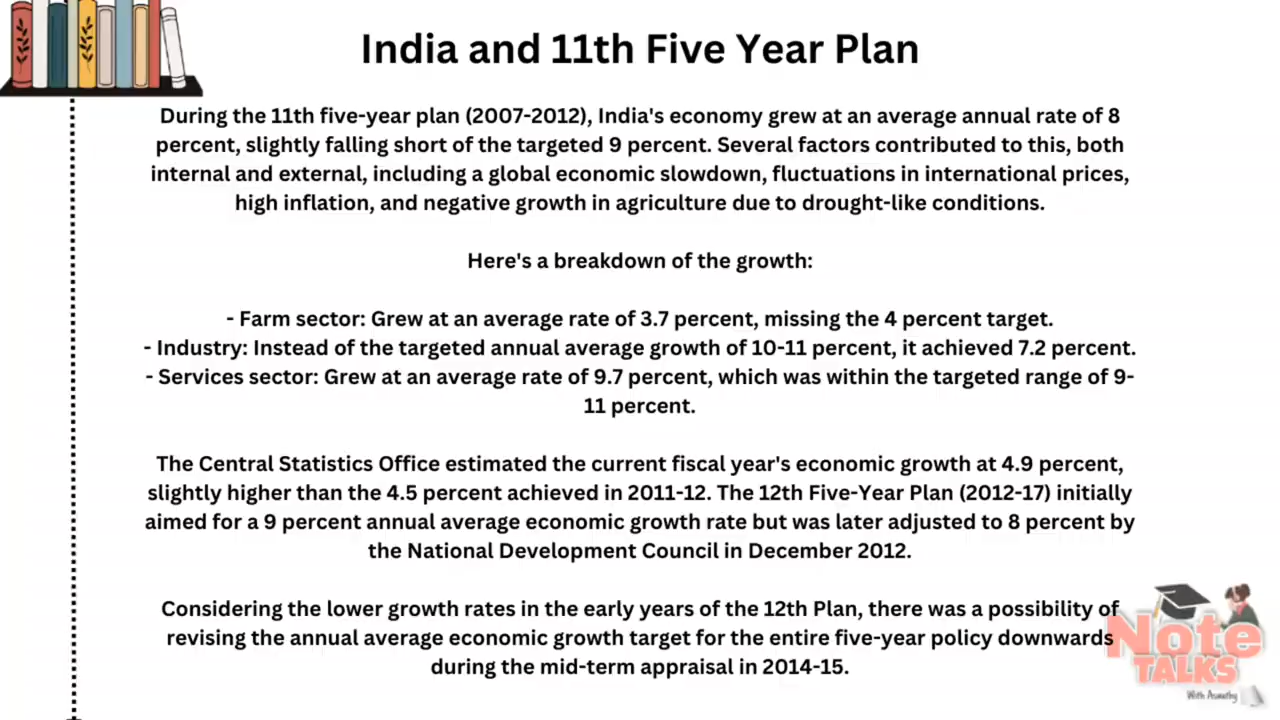 India and 11th Five Year Plan
During the 11th five-year plan (2007-2012), India's economy grew at an average annual rate of 8
percent, slightly falling short of the targeted 9 percent. Several factors contributed to this, both
internal and external, including a global economic slowdown, fluctuations in international prices,
high inflation, and negative growth in agriculture due to drought-like conditions.
Here's a breakdown of the growth:
- Farm sector: Grew at an average rate of 3.7 percent, missing the 4 percent target.
- Industry: Instead of the targeted annual average growth of 10-11 percent, it achieved 7.2 percent.
- Services sector: Grew at an average rate of 9.7 percent, which was within the targeted range of 9-
11 percent.
The Central Statistics Office estimated the current fiscal year's economic growth at 4.9 percent,
slightly higher than the 4.5 percent achieved in 2011-12. The 12th Five-Year Plan (2012-17) initially
aimed for a 9 percent annual average economic growth rate but was later adjusted to 8 percent by
the National Development Council in December 2012.
Considering the lower growth rates in the early years of the 12th Plan, there was a possibility of
revising the annual average economic growth target for the entire five-year policy downwards
during the mid-term appraisal in 2014-15.
Note
TALKS
With